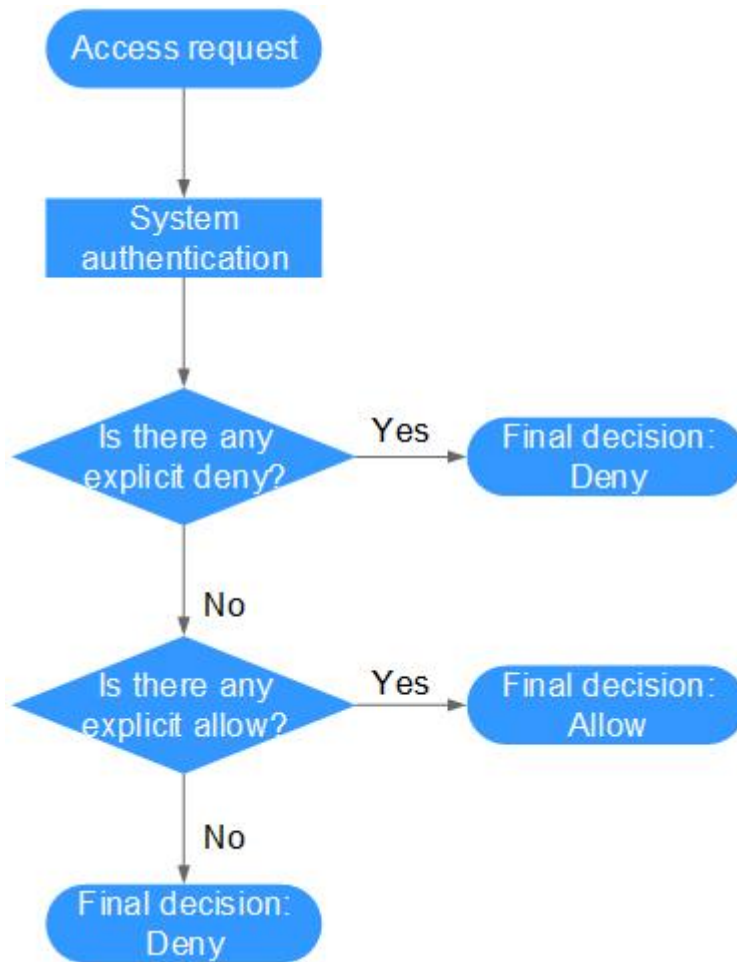 Access request
System
authentication
Is there any
explicit deny?
Yes
Final decision:
Deny
No
Is there any
explicit allow?
Yes
Final decision:
Allow
No
Final decision:
Deny